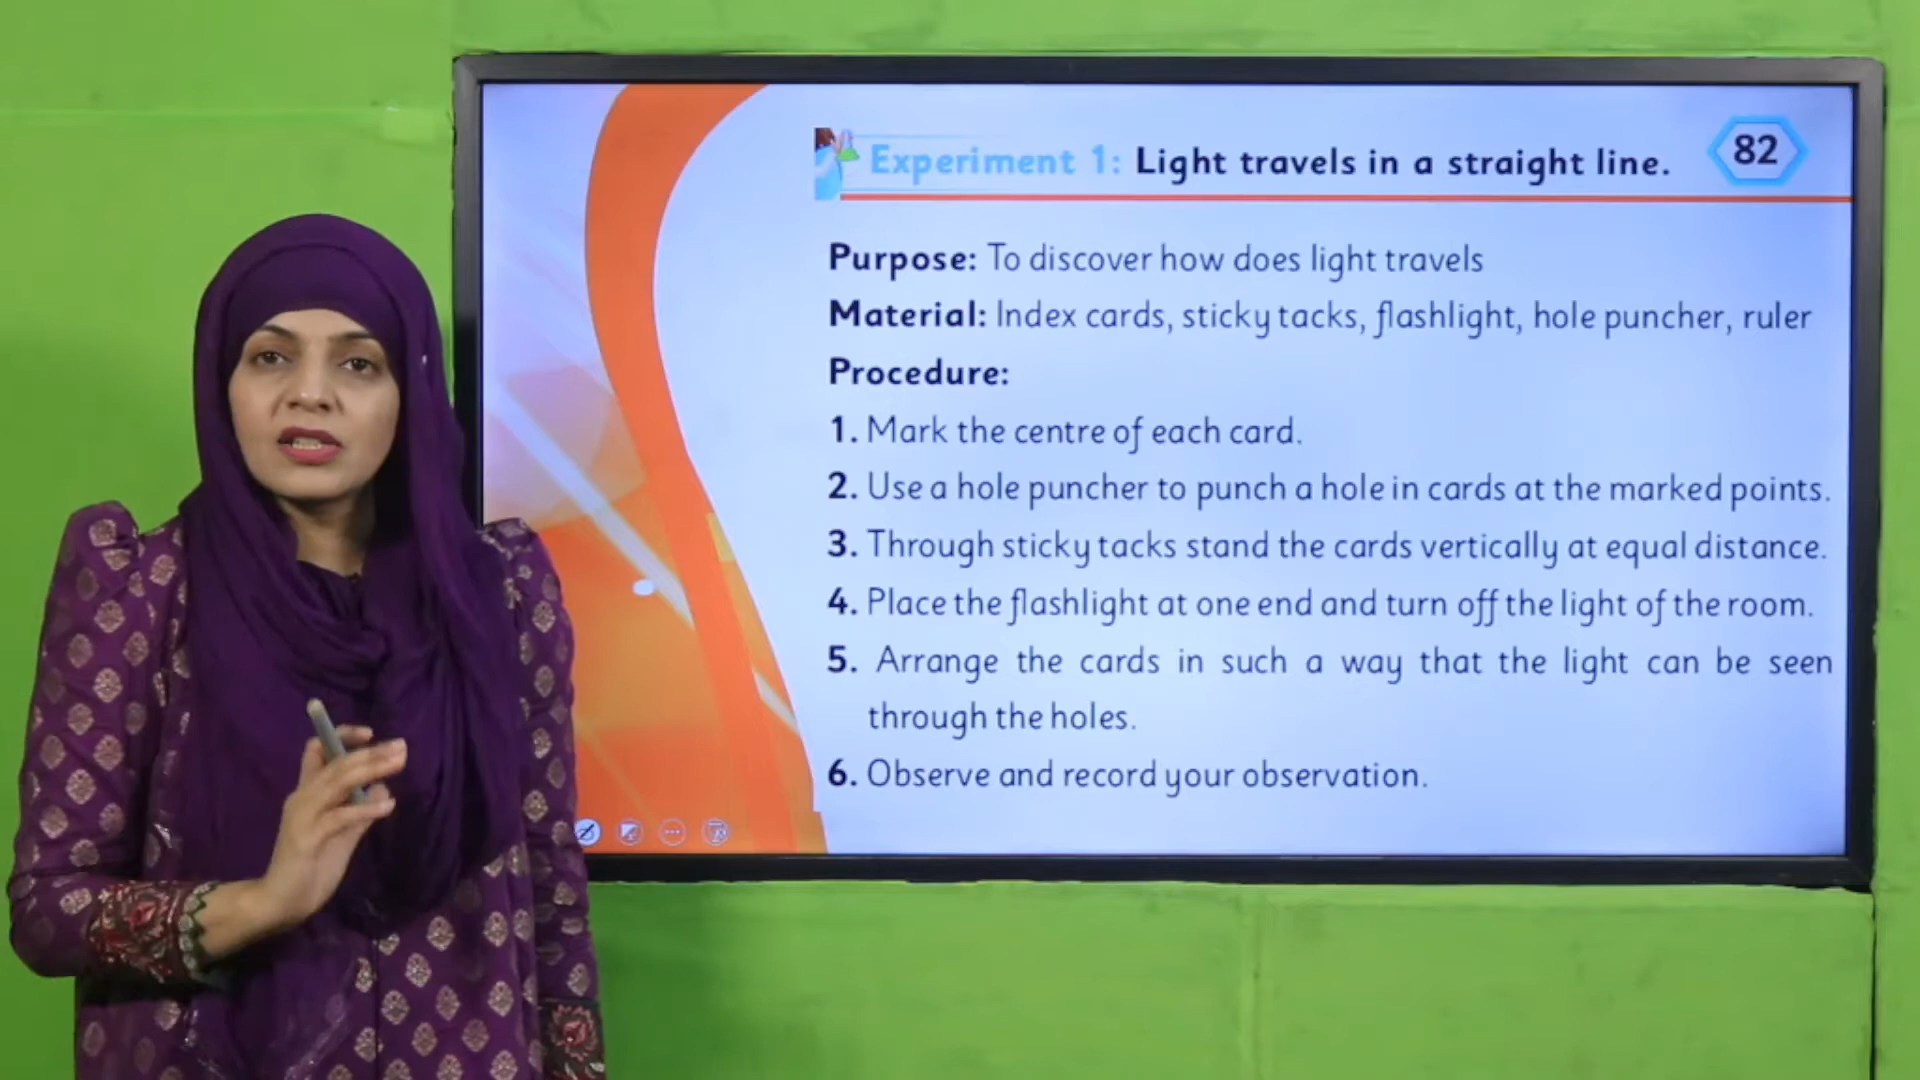 Experiment 1: Light travels in a straight line.
82
Purpose: To discover how does light travels
Material: Index cards, sticky tacks, flashlight, hole puncher, ruler
Procedure:
1. Mark the centre of each card.
2. Use a hole puncher to punch a hole in cards at the marked points.
3. Through sticky tacks stand the cards vertically at equal distance.
4. Place the flashlight at one end and turn off the light of the room.
5. Arrange the cards in such a way that the light can be seen
through the holes.
6. Observe and record your observation.